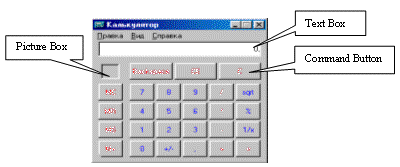 Text Box
Калькулятор
Правка Вид Справка
Picture Box
0,
Command Button
CE C
MC 7 8 9 / sqrt
MR 4 5 6 * %
MS 1 2 3 - 1/x
M+ 0 +/- , + =